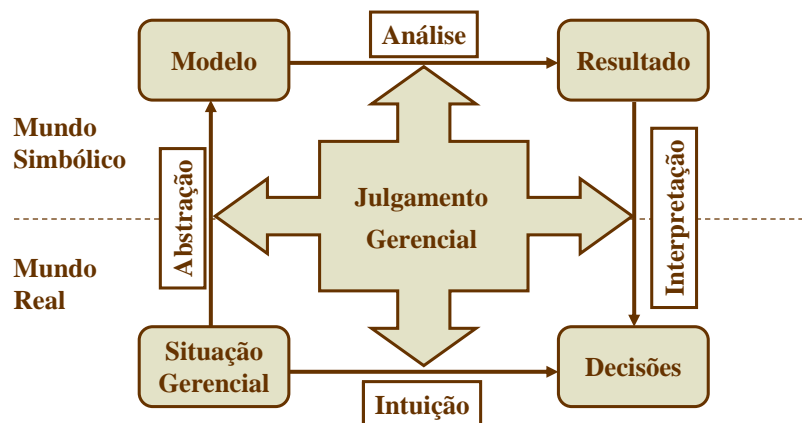 Análise
Modelo
Resultado
Mundo
Simbólico
Abstração
Julgamento
Gerencial
Interpretação
Mundo
Real
Situação
Gerencial
Decisões
Intuição